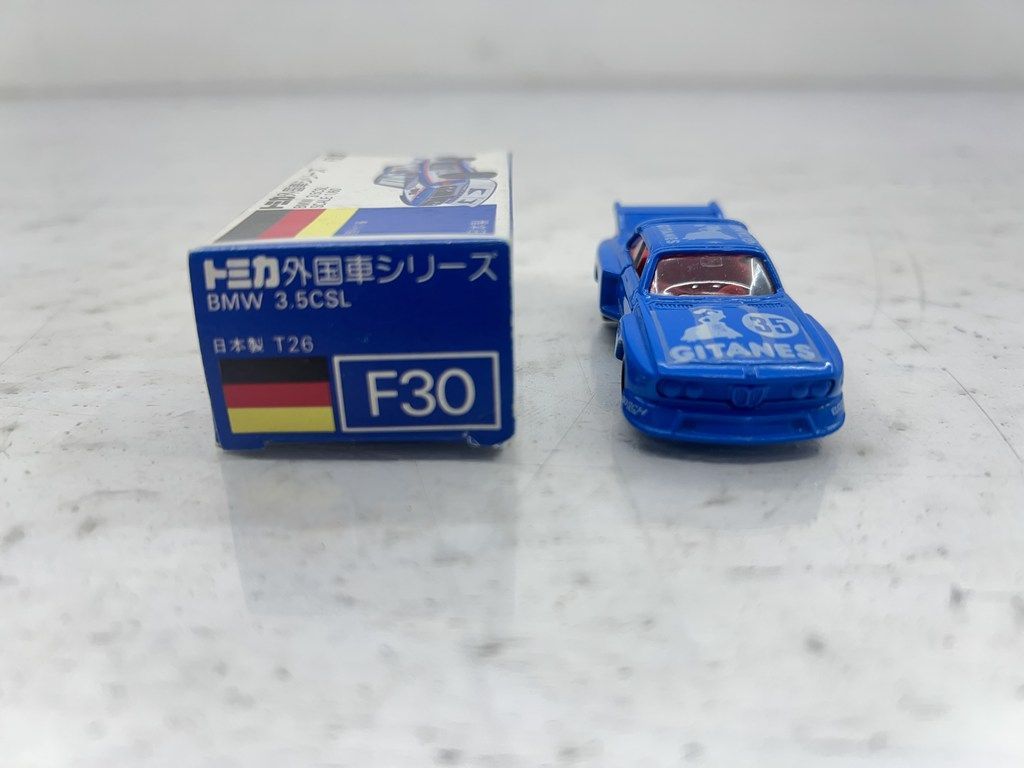 トミカ外国車シリーズ
BMW 3.5CSL
日本製 T26
F30
35
GITANES